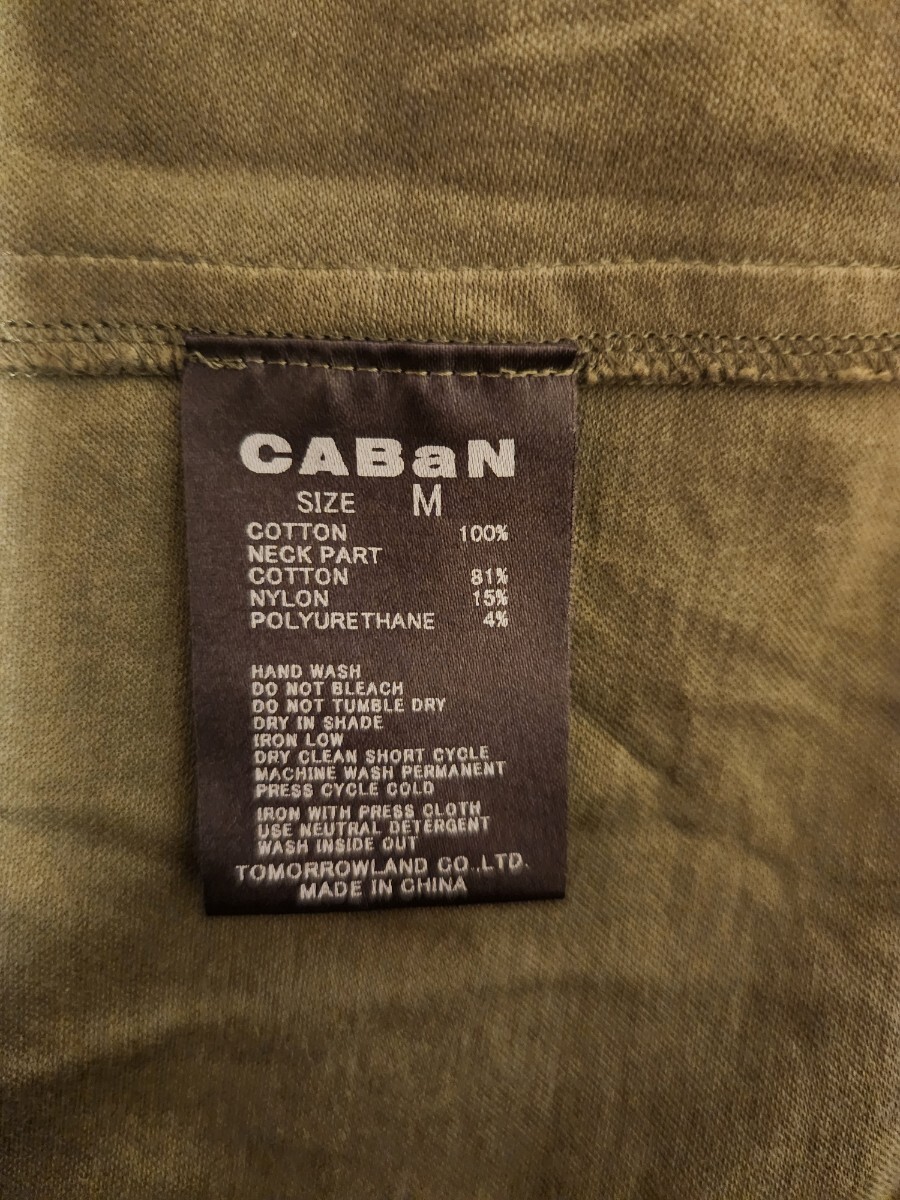 CABaN
SIZE M
COTTON 100%
NECK PART
COTTON 81%
NYLON 15%
POLYURETHANE 4%
HAND WASH
DO NOT BLEACH
DO NOT TUMBLE DRY
DRY IN SHADE
IRON LOW
DRY CLEAN SHORT CYCLE
MACHINE WASH PERMANENT
PRESS CYCLE COLD
IRON WITH PRESS CLOTH
USE NEUTRAL DETERGENT
WASH INSIDE OUT
TOMORROWLAND CO.,LTD.
MADE IN CHINA